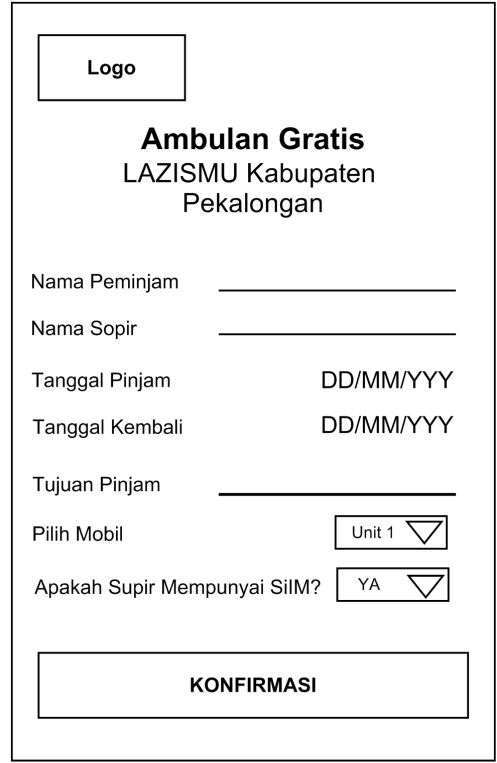 Logo
Ambulan Gratis
LAZISMU Kabupaten
Pekalongan
Nama Peminjam
Nama Sopir
Tanggal Pinjam DD/MM/YYY
Tanggal Kembali DD/MM/YYY
Tujuan Pinjam
Pilih Mobil Unit 1
Apakah Supir Mempunyai SiIM? YA
KONFIRMASI